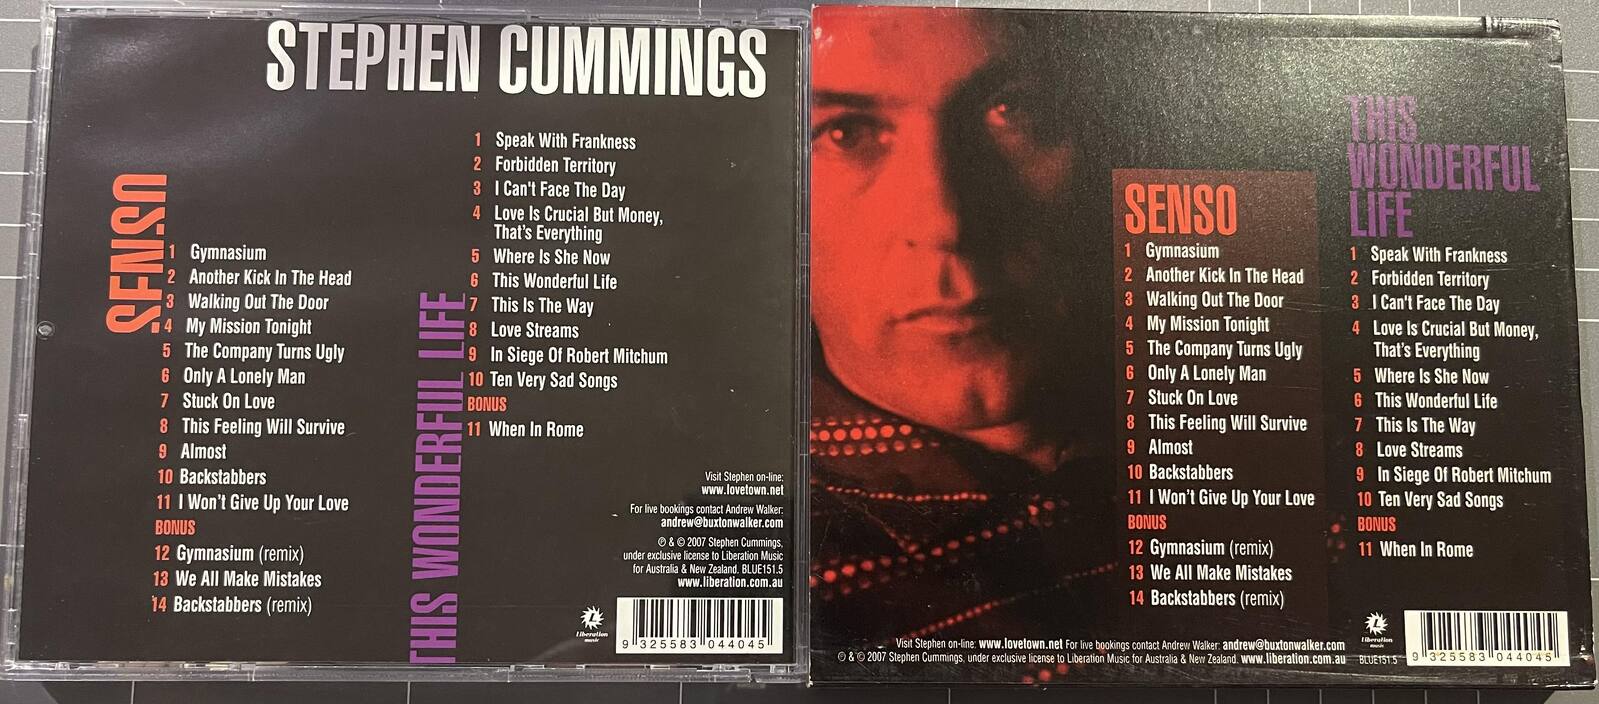 STEPHEN CUMMINGS
SENSO
1 Gymnasium
2 Another Kick In The Head
3 Walking Out The Door
4 My Mission Tonight
5 The Company Turns Ugly
6 Only A Lonely Man
7 Stuck On Love
8 This Feeling Will Survive
9 Almost
10 Backstabbers
11 I Won't Give Up Your Love
BONUS
12 Gymnasium (remix)
13 We All Make Mistakes
14 Backstabbers (remix)
THIS WONDERFUL LIFE
1 Speak With Frankness
2 Forbidden Territory
3 I Can't Face The Day
4 Love Is Crucial But Money,
That's Everything
5 Where Is She Now
6 This Wonderful Life
7 This Is The Way
8 Love Streams
9 In Siege Of Robert Mitchum
10 Ten Very Sad Songs
BONUS
11 When In Rome
Visit Stephen on-line:
www.lovetown.net
For live bookings contact Andrew Walker:
andrew@buxtonwalker.com
℗ & © 2007 Stephen Cummings,
under exclusive license to Liberation Music
for Australia & New Zealand. BLUE151.5
www.liberation.com.au
Liberation
music
9 325583 044045
SENSO
1 Gymnasium
2 Another Kick In The Head
3 Walking Out The Door
4 My Mission Tonight
5 The Company Turns Ugly
6 Only A Lonely Man
7 Stuck On Love
8 This Feeling Will Survive
9 Almost
10 Backstabbers
11 I Won't Give Up Your Love
BONUS
12 Gymnasium (remix)
13 We All Make Mistakes
14 Backstabbers (remix)
THIS
WONDERFUL
LIFE
1 Speak With Frankness
2 Forbidden Territory
3 I Can't Face The Day
4 Love Is Crucial But Money,
That's Everything
5 Where Is She Now
6 This Wonderful Life
7 This Is The Way
8 Love Streams
9 In Siege Of Robert Mitchum
10 Ten Very Sad Songs
BONUS
11 When In Rome
Visit Stephen on-line: www.lovetown.net For live bookings contact Andrew Walker: andrew@buxtonwalker.com
℗ & © 2007 Stephen Cummings, under exclusive license to Liberation Music for Australia & New Zealand. www.liberation.com.au
Liberation
music
BLUE151.5
9 325583 044045